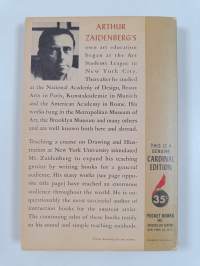 ARTHUR
ZAIDENBERG'S
own art education
began at the Art
Students League in
New York City.
Thereafter he studied
at the National Academy of Design, Beaux
Arts in Paris, Kunstakademie in Munich
and the American Academy in Rome. His
works hang in the Metropolitan Museum of
Art, the Brooklyn Museum and many others
and are well known both here and abroad.
Teaching a course on Drawing and Illus-
tration at New York University stimulated
Mr. Zaidenberg to expand his teaching
genius by writing books for a general
audience. His many works (see page oppo-
site title page) have reached an enormous
audience throughout the world. He is un-
questionably the most successful author of
instruction books for the amateur artist.
The continuing sales of these books testify
to his sound and simple teaching methods.
THIS IS A
GENUINE
CARDINAL
EDITION
35¢
POCKET BOOKS